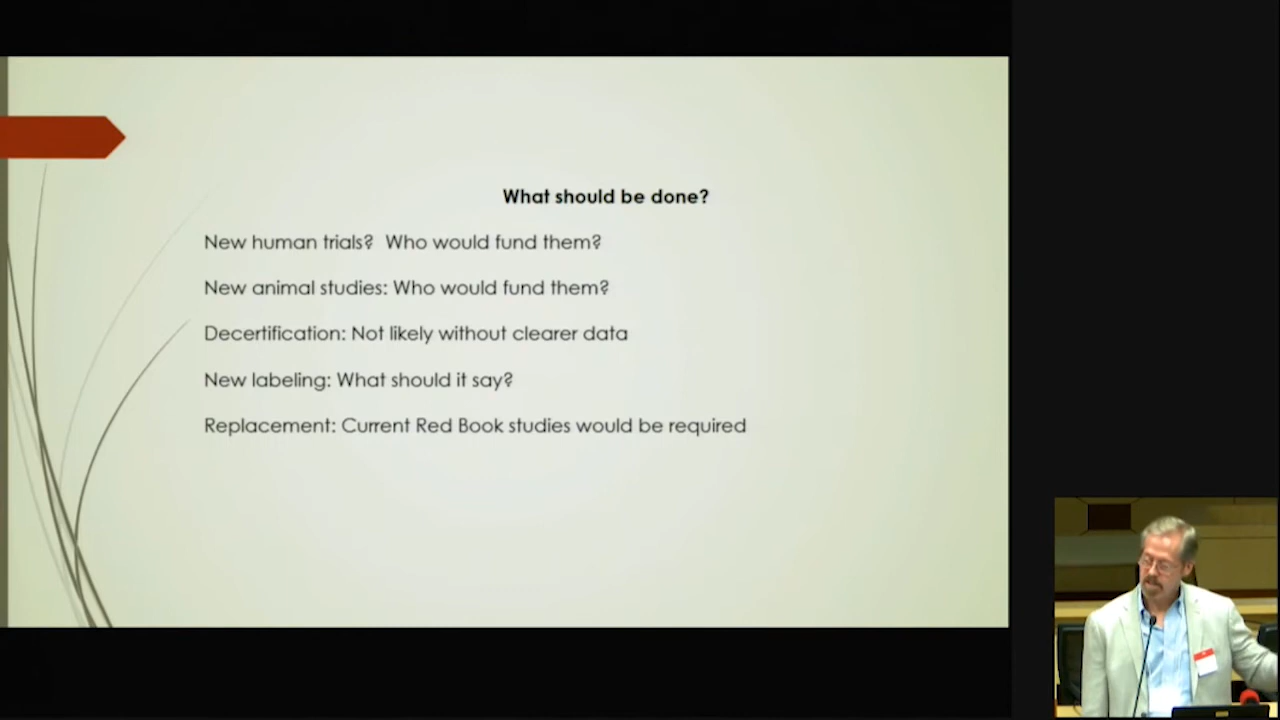 What should be done?
New human trials?  Who would fund them?
New animal studies: Who would fund them?
Decertification: Not likely without clearer data
New labeling: What should it say?
Replacement: Current Red Book studies would be required